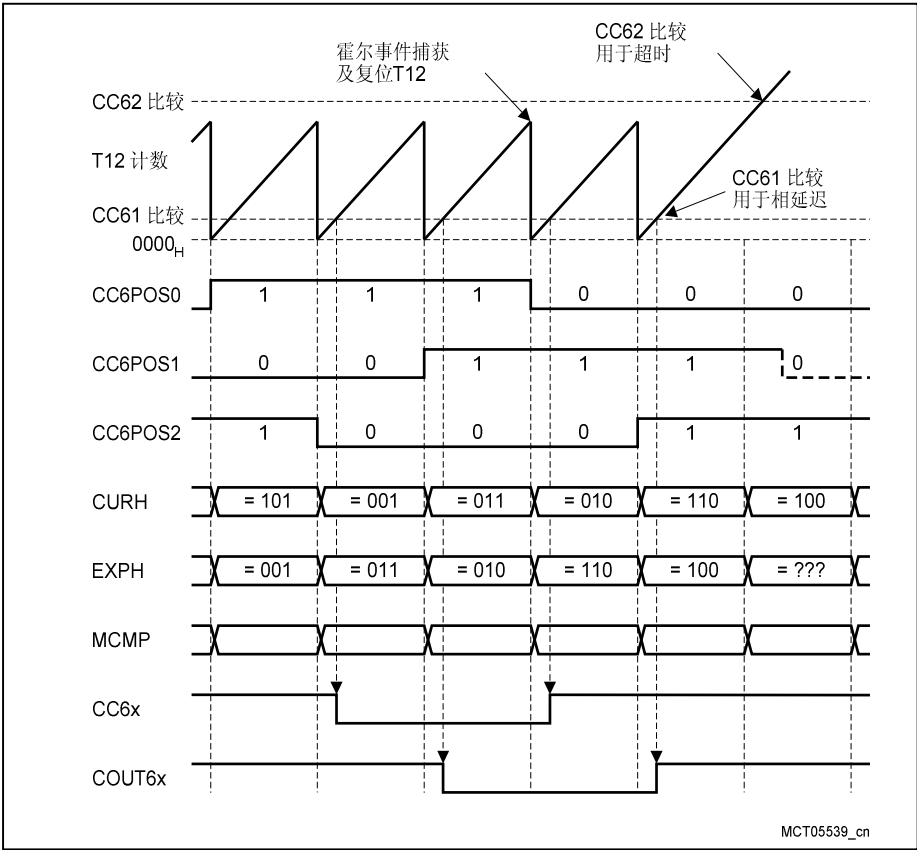 CC62 比较
用于超时
霍尔事件捕获
及复位T12
CC62 比较
T12 计数
CC61 比较
用于相延迟
CC61 比较
0000H
CC6POS0 1 1 1 0 0 0
CC6POS1 0 0 1 1 1 0
CC6POS2 1 0 0 0 1 1
CURH = 101 = 001 = 011 = 010 = 110 = 100
EXPH = 001 = 011 = 010 = 110 = 100 = ???
MCMP
CC6x
COUT6x
MCT05539_cn